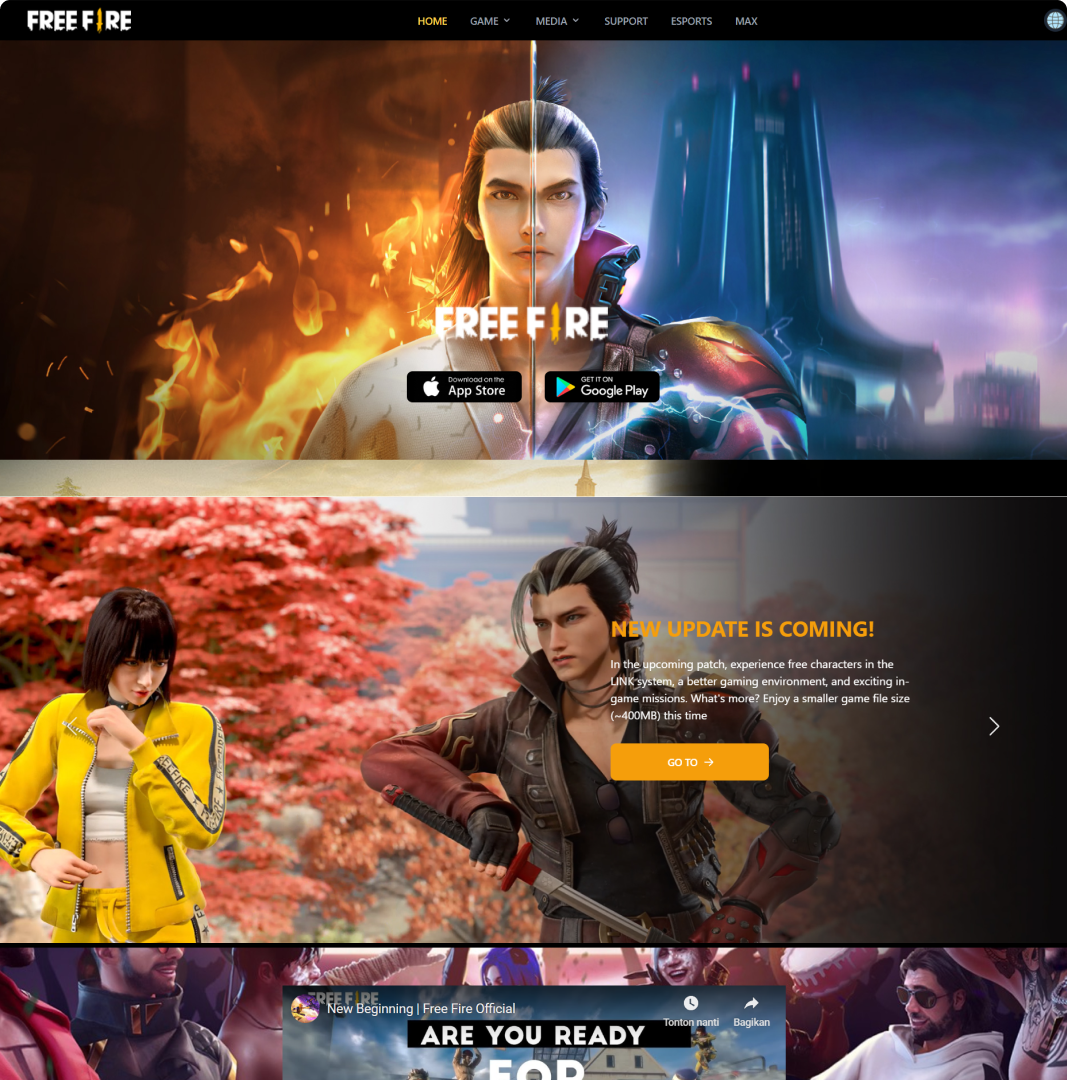 FREE FIRE
HOME GAME MEDIA SUPPORT ESPORTS MAX
FREE FIRE
Download on the
App Store
GET IT ON
Google Play
NEW UPDATE IS COMING!
In the upcoming patch, experience free characters in the
LINK system, a better gaming environment, and exciting in-
game missions. What's more? Enjoy a smaller game file size
(~400MB) this time
GO TO
FREE FIRE
New Beginning | Free Fire Official
Tonton nanti
Bagikan
ARE YOU READY
FOR